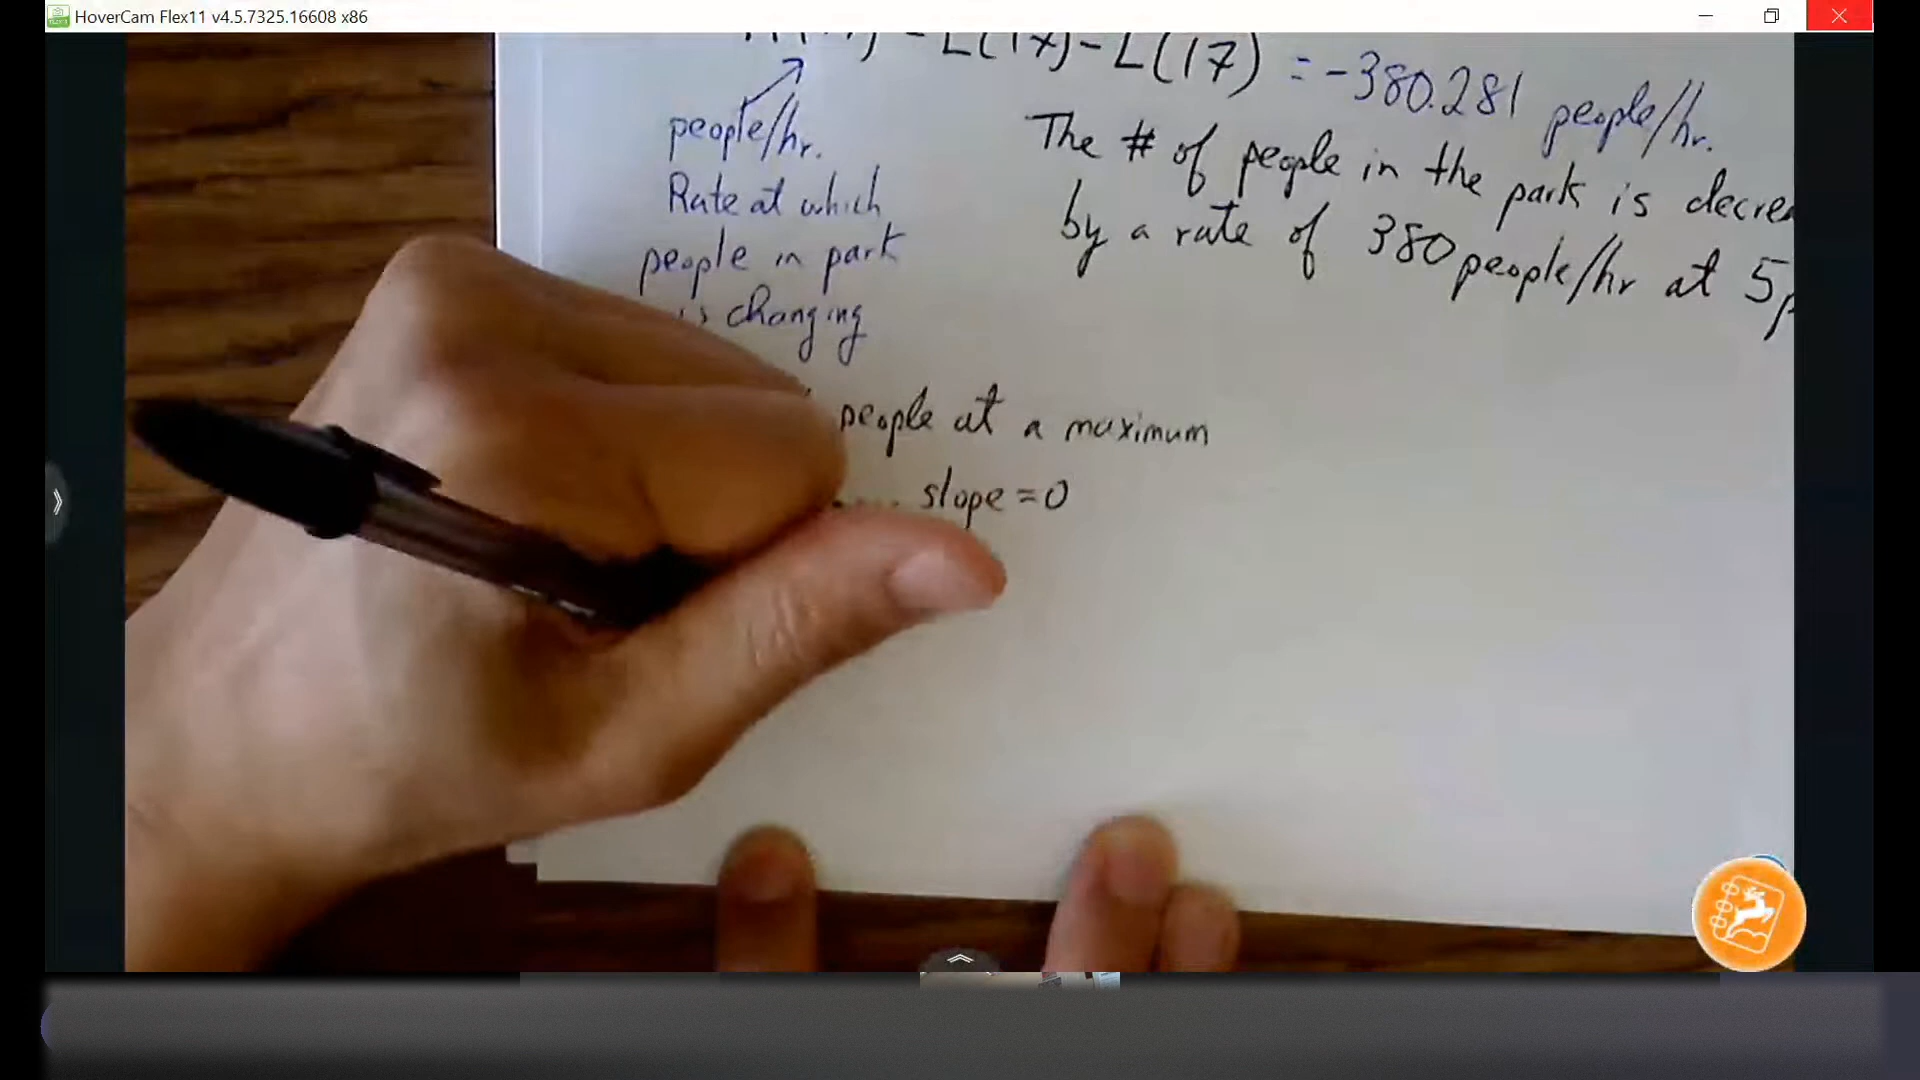 HoverCam Flex11 v4.5.7325.16608 x86
L(17) = -380.281 people/hr.
people/hr.
Rate at which
people in park
is changing
The # of people in the park is
by a rate of 380 people/hr at
people at a maximum
slope = 0